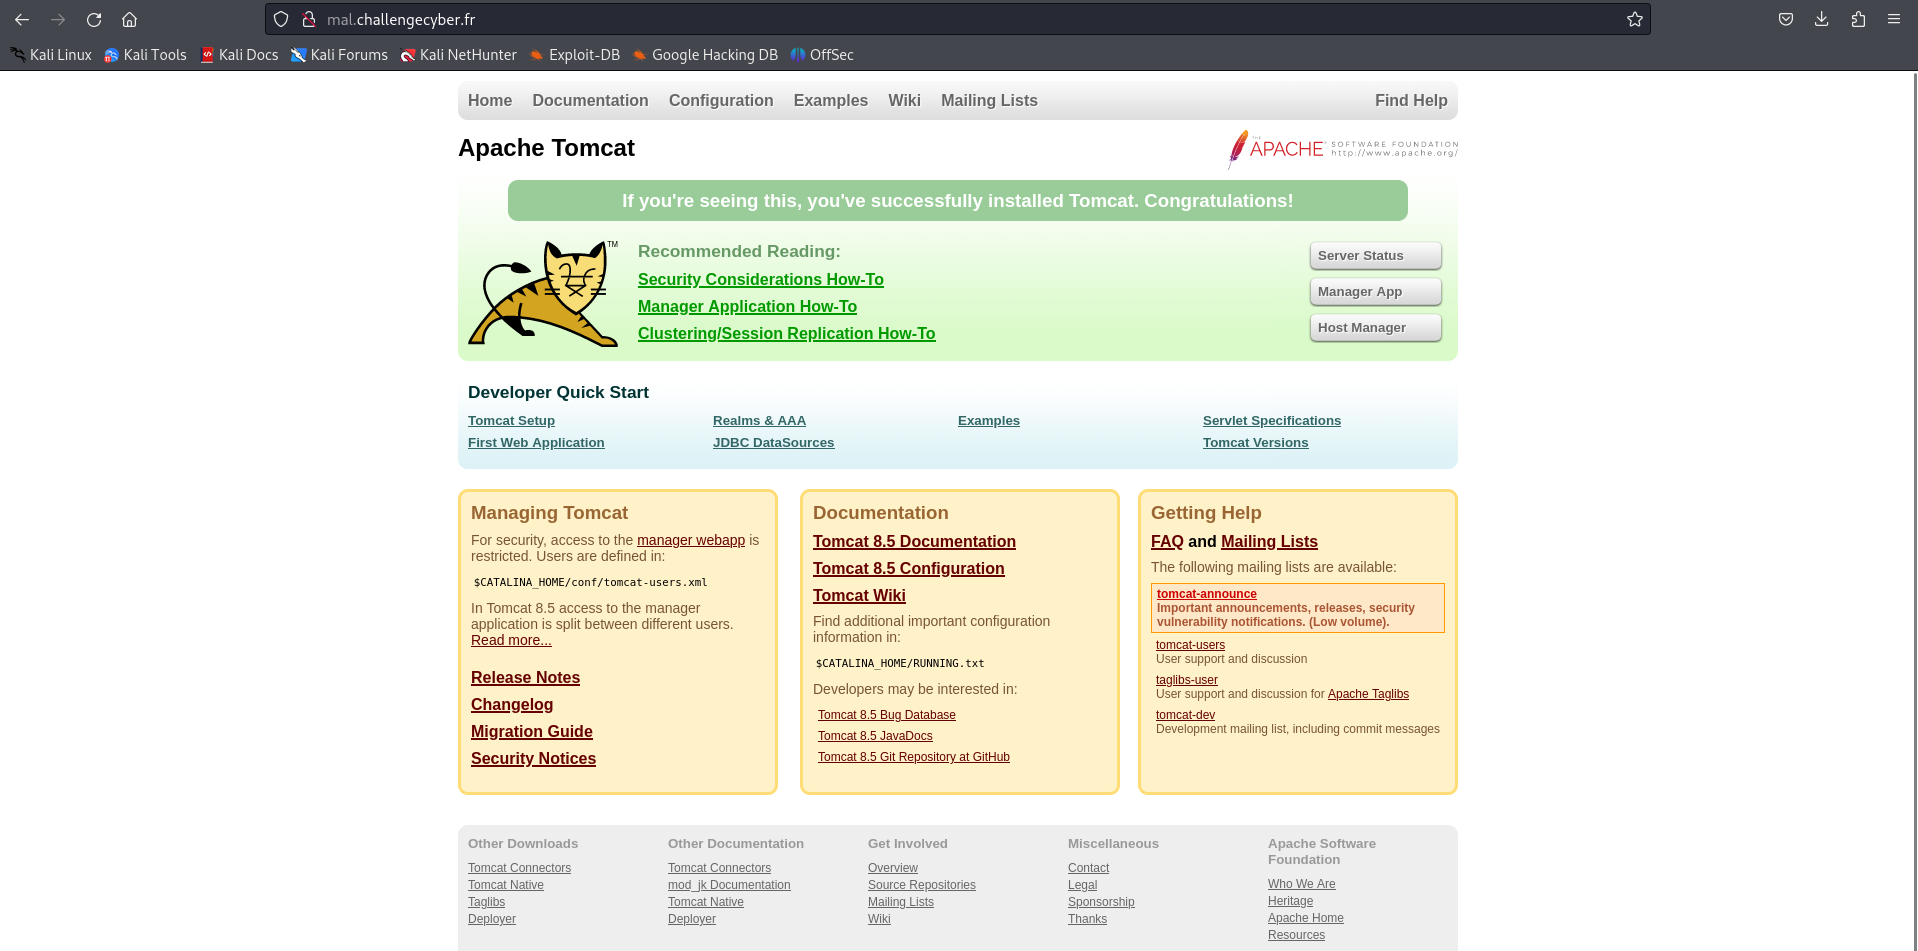 mal.challengecyber.fr
Kali Linux Kali Tools Kali Docs Kali Forums Kali NetHunter Exploit-DB Google Hacking DB OffSec
Home Documentation Configuration Examples Wiki Mailing Lists Find Help
Apache Tomcat
THE APACHE SOFTWARE FOUNDATION
http://www.apache.org/
If you're seeing this, you've successfully installed Tomcat. Congratulations!
TM
Recommended Reading:
Security Considerations How-To
Manager Application How-To
Clustering/Session Replication How-To
Server Status
Manager App
Host Manager
Developer Quick Start
Tomcat Setup
First Web Application
Realms & AAA
JDBC DataSources
Examples
Servlet Specifications
Tomcat Versions
Managing Tomcat
For security, access to the manager webapp is
restricted. Users are defined in:
$CATALINA_HOME/conf/tomcat-users.xml
In Tomcat 8.5 access to the manager
application is split between different users.
Read more...
Release Notes
Changelog
Migration Guide
Security Notices
Documentation
Tomcat 8.5 Documentation
Tomcat 8.5 Configuration
Tomcat Wiki
Find additional important configuration
information in:
$CATALINA_HOME/RUNNING.txt
Developers may be interested in:
Tomcat 8.5 Bug Database
Tomcat 8.5 JavaDocs
Tomcat 8.5 Git Repository at GitHub
Getting Help
FAQ and Mailing Lists
The following mailing lists are available:
tomcat-announce
Important announcements, releases, security
vulnerability notifications. (Low volume).
tomcat-users
User support and discussion
taglibs-user
User support and discussion for Apache Taglibs
tomcat-dev
Development mailing list, including commit messages
Other Downloads
Tomcat Connectors
Tomcat Native
Taglibs
Deployer
Other Documentation
Tomcat Connectors
mod_jk Documentation
Tomcat Native
Deployer
Get Involved
Overview
Source Repositories
Mailing Lists
Wiki
Miscellaneous
Contact
Legal
Sponsorship
Thanks
Apache Software
Foundation
Who We Are
Heritage
Apache Home
Resources